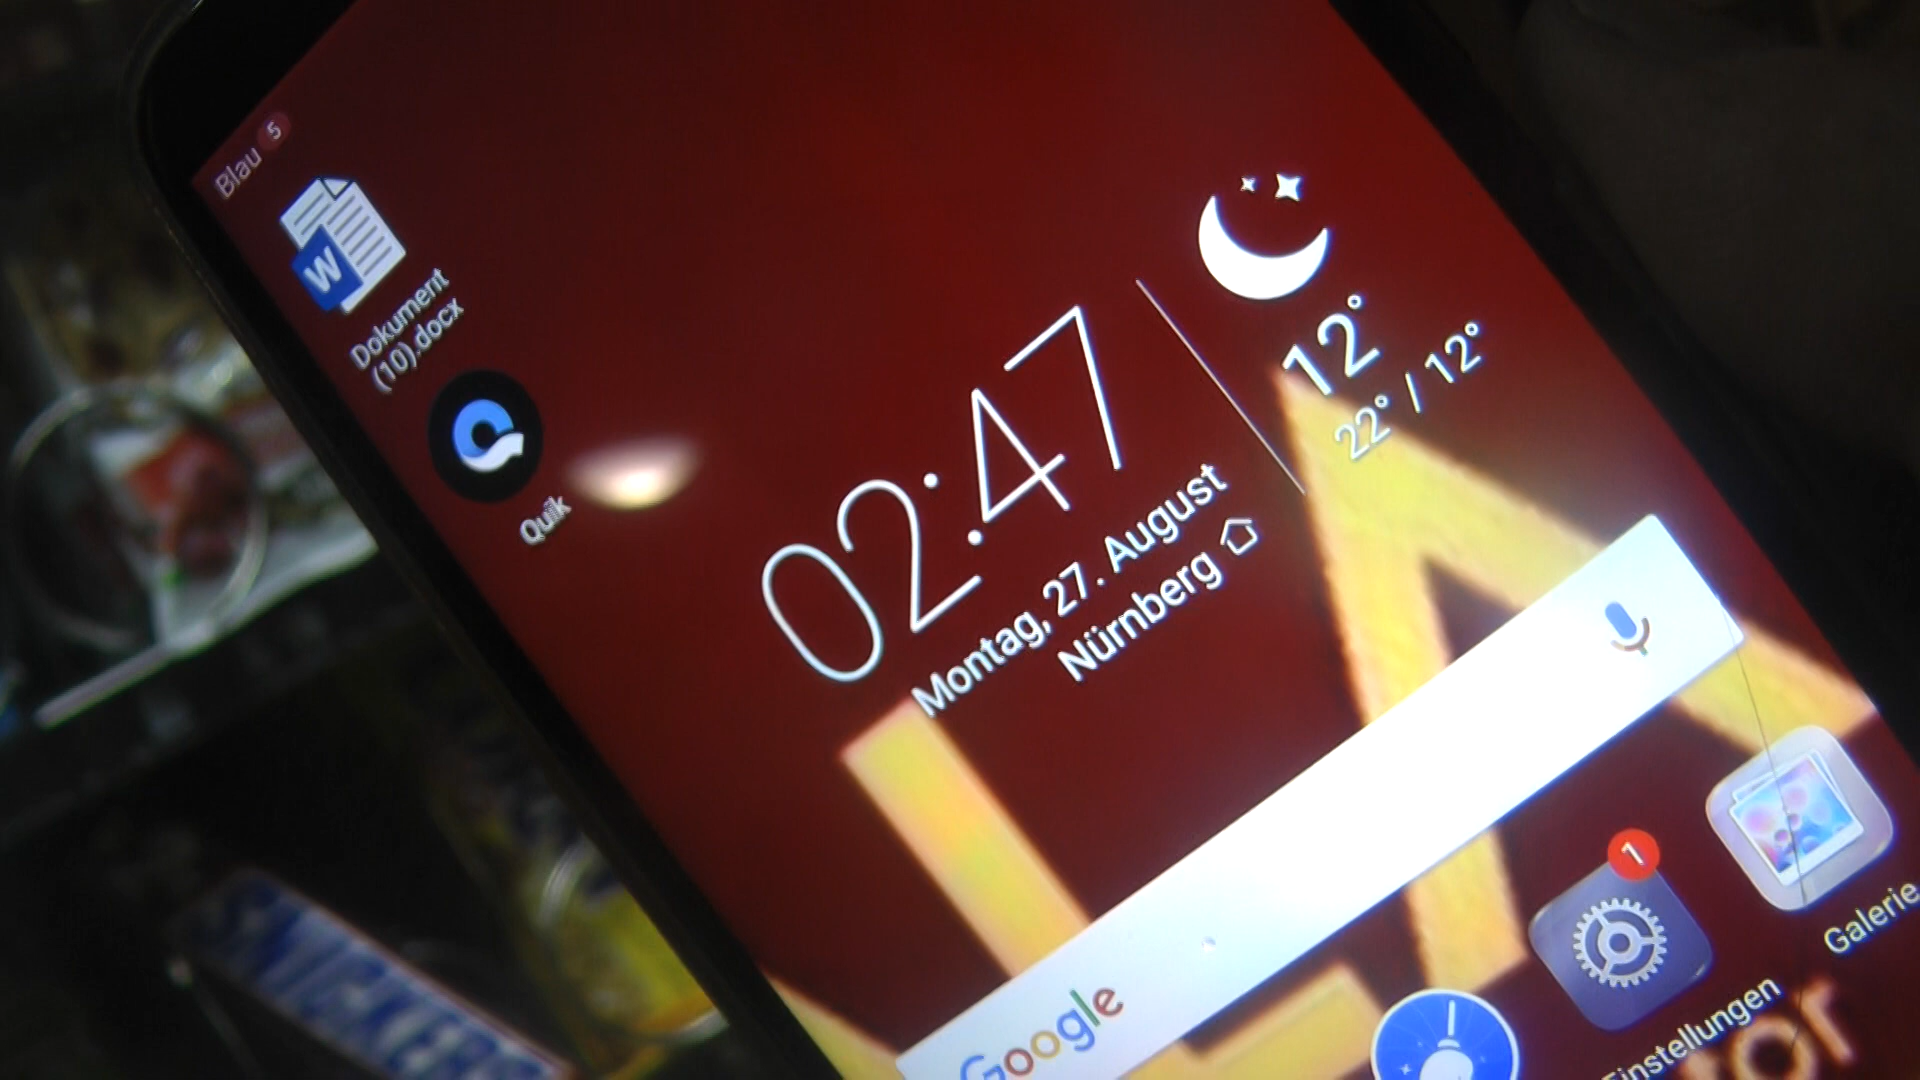 Blau 5
W
Dokument
(10).docx
Quik
02:47
Montag, 27. August
Nürnberg
12°
22° / 12°
Google
1
Einstellungen
Galerie
SNICKERS